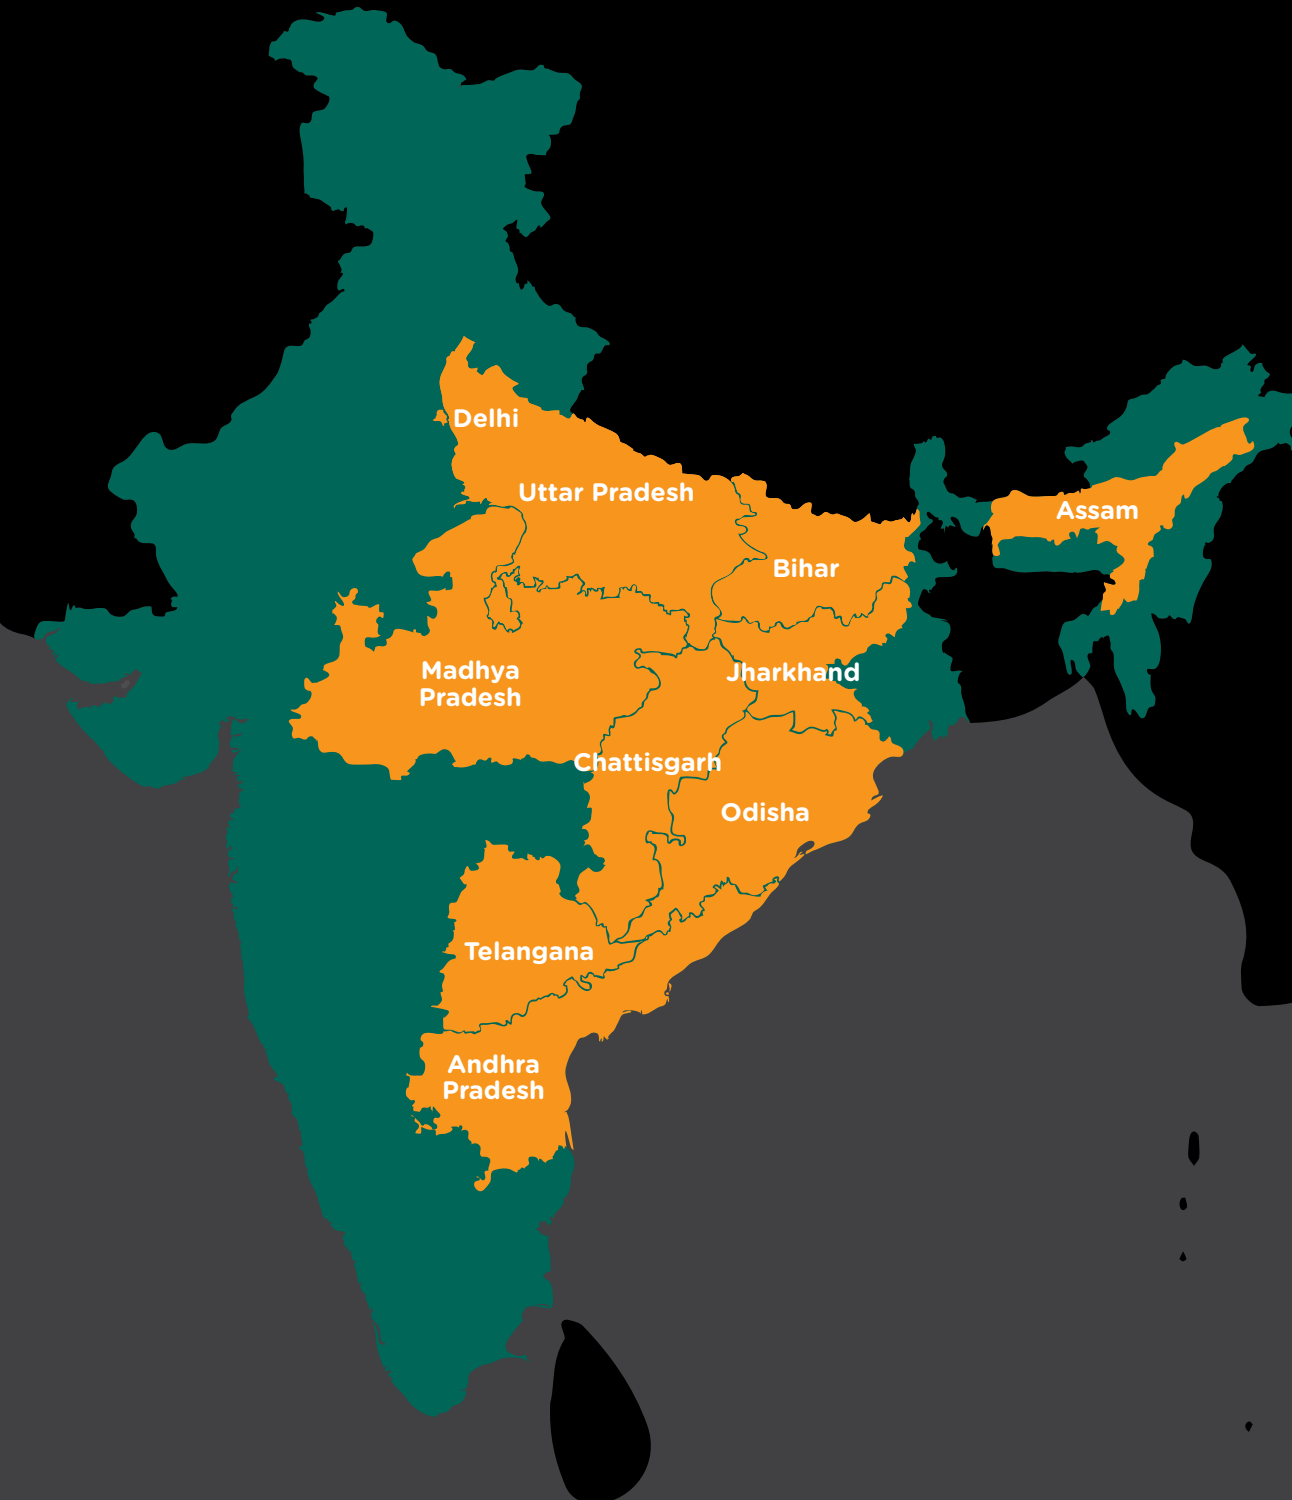 Delhi
Uttar Pradesh
Assam
Bihar
Madhya
Pradesh
Jharkhand
Chattisgarh
Odisha
Telangana
Andhra
Pradesh